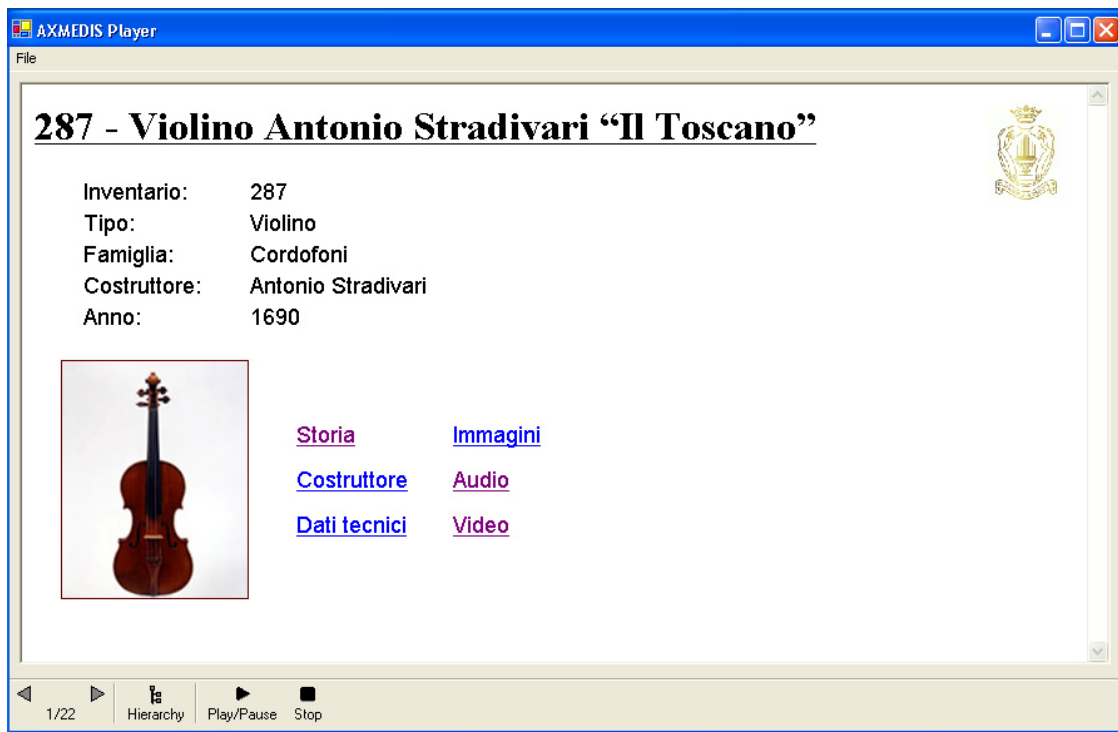 AXMEDIS Player
File
287 - Violino Antonio Stradivari “Il Toscano”
Inventario: 287
Tipo: Violino
Famiglia: Cordofoni
Costruttore: Antonio Stradivari
Anno: 1690
Storia Immagini
Costruttore Audio
Dati tecnici Video
1/22 Hierarchy Play/Pause Stop